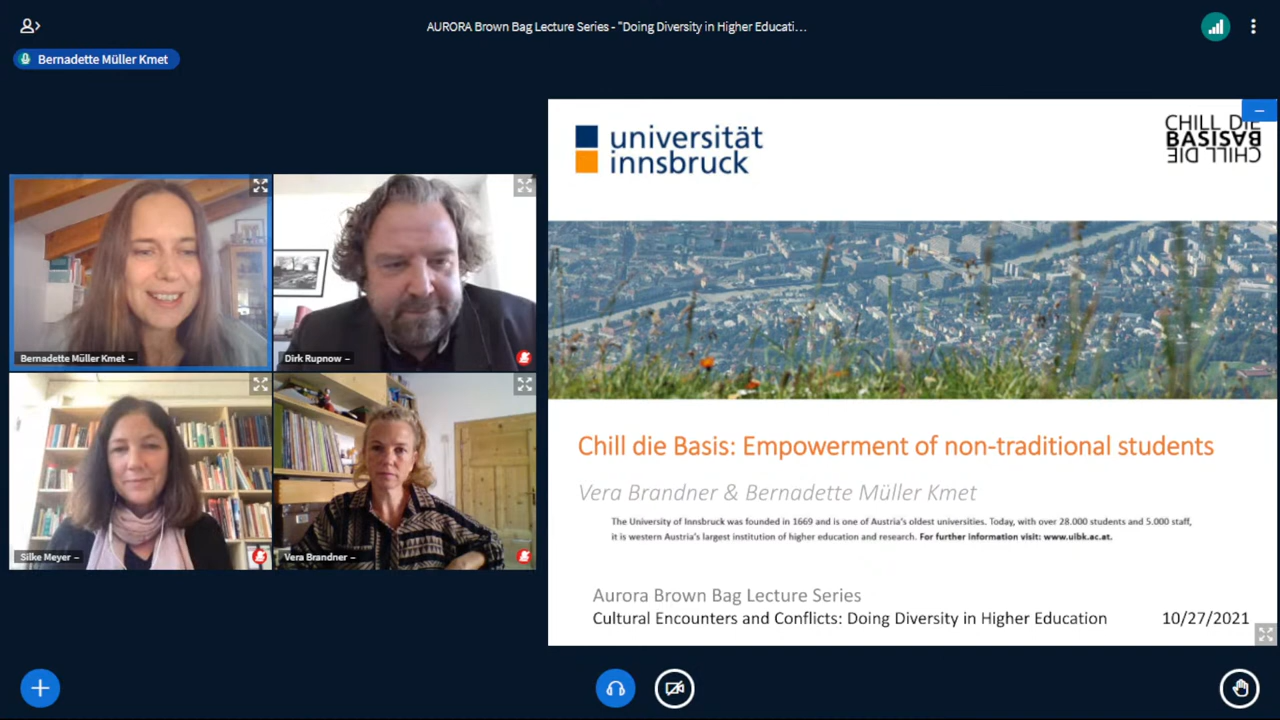 AURORA Brown Bag Lecture Series - "Doing Diversity in Higher Educati…
Bernadette Müller Kmet
universität
innsbruck
CHILL DIE
BASIS
CHILL DIE
Bernadette Müller Kmet –
Dirk Rupnow –
Silke Meyer –
Vera Brandner –
Chill die Basis: Empowerment of non-traditional students
Vera Brandner & Bernadette Müller Kmet
The University of Innsbruck was founded in 1669 and is one of Austria's oldest universities. Today, with over 28.000 students and 5.000 staff,
it is western Austria's largest institution of higher education and research. For further information visit: www.uibk.ac.at.
Aurora Brown Bag Lecture Series
Cultural Encounters and Conflicts: Doing Diversity in Higher Education 10/27/2021